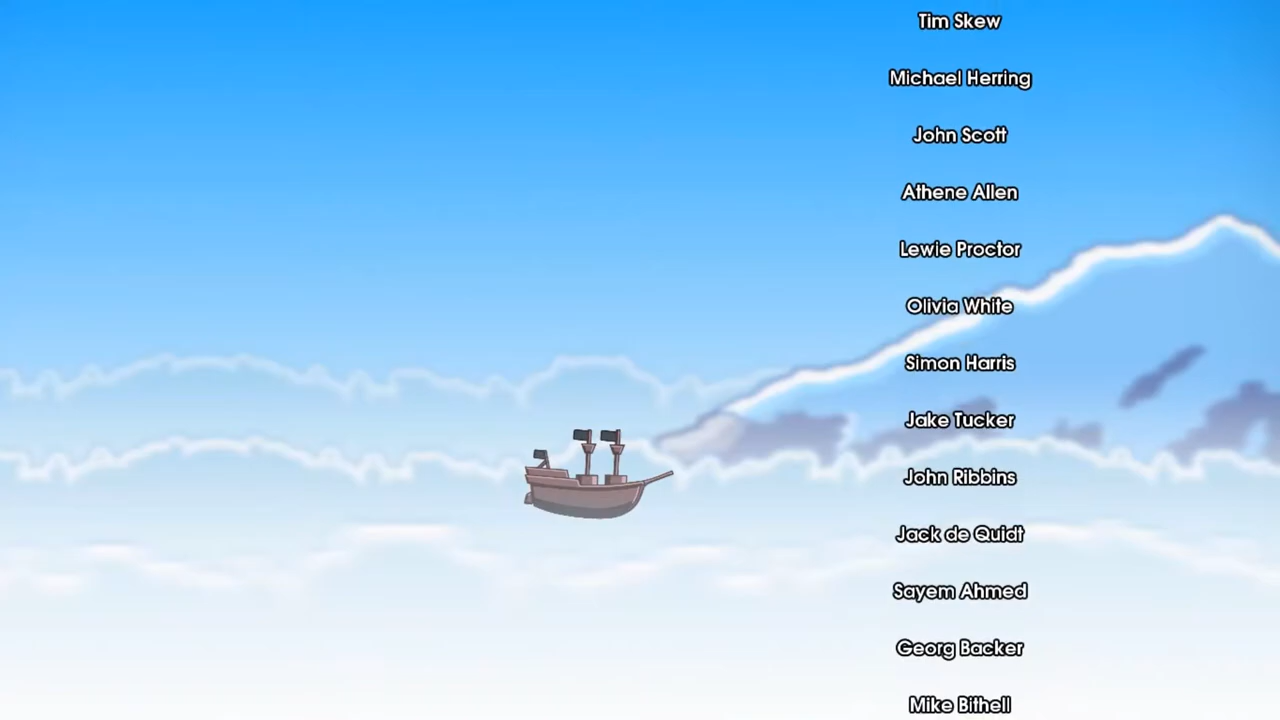 Tim Skew
Michael Herring
John Scott
Athene Allen
Lewie Proctor
Olivia White
Simon Harris
Jake Tucker
John Ribbins
Jack de Quidt
Sayem Ahmed
Georg Backer
Mike Bithell